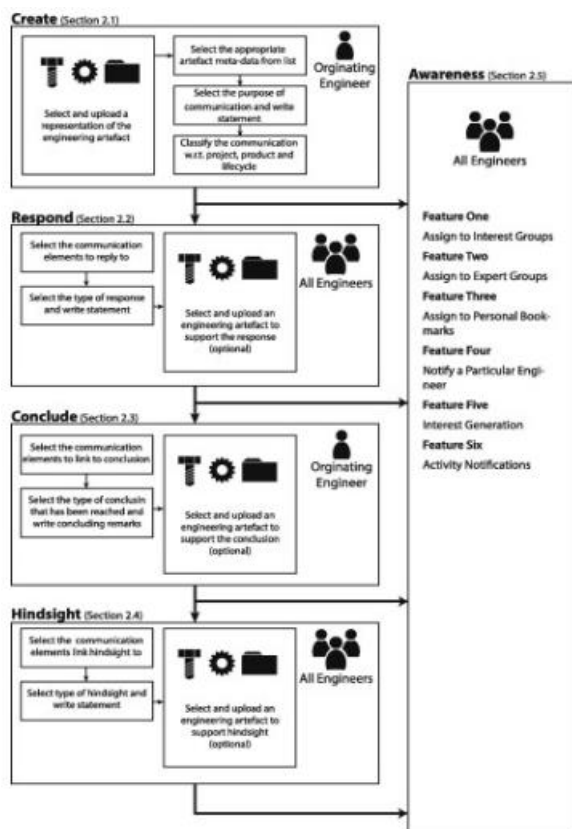 Create (Section 2.1)
Select and upload a
representation of the
engineering artefact
Select the appropriate
artefact meta-data from list
Select the purpose of
communication and write
statement
Classify the communication
w.r.t. project, product and
lifecycle
Orginating
Engineer
Respond (Section 2.2)
Select the communication
elements to reply to
Select the type of response
and write statement
Select and upload an
engineering artefact to
support the response
(optional)
All Engineers
Conclude (Section 2.3)
Select the communication
elements to link to conclusion
Select the type of conclusin
that has been reached and
write concluding remarks
Select and upload an
engineering artefact to
support the conclusion
(optional)
Orginating
Engineer
Hindsight (Section 2.4)
Select the communication
elements link hindsight to
Select type of hindsight and
write statement
Select and upload an
engineering artefact to
support hindsight
(optional)
All Engineers
Awareness (Section 2.5)
All Engineers
Feature One
Assign to Interest Groups
Feature Two
Assign to Expert Groups
Feature Three
Assign to Personal Book-
marks
Feature Four
Notify a Particular Engi-
neer
Feature Five
Interest Generation
Feature Six
Activity Notifications